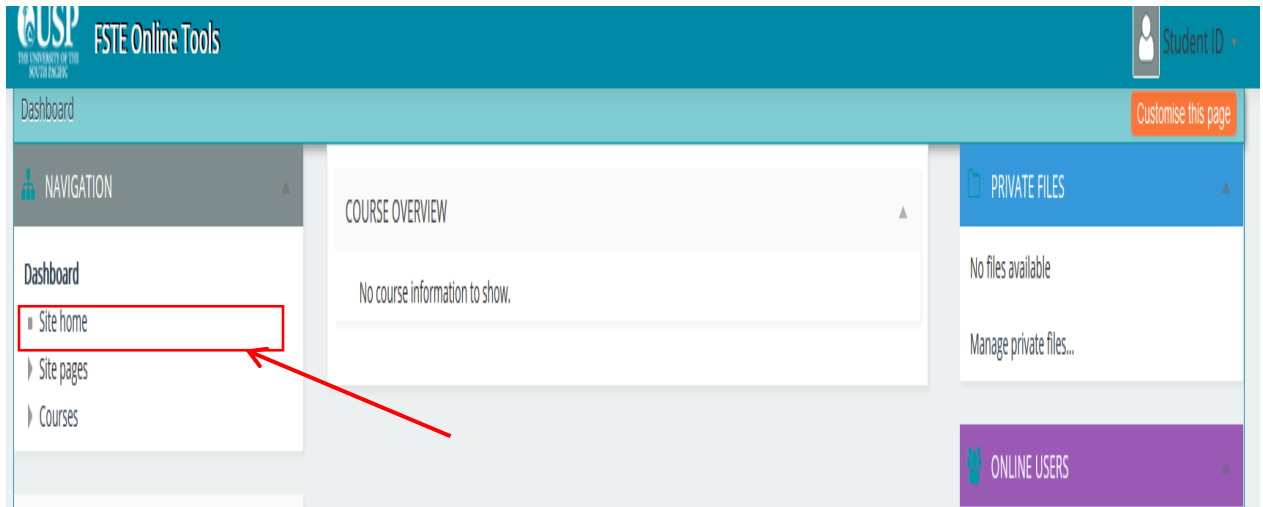 USP
THE UNIVERSITY OF THE
SOUTH PACIFIC
FSTE Online Tools
Student ID
Dashboard
Customise this page
NAVIGATION
Dashboard
Site home
Site pages
Courses
COURSE OVERVIEW
No course information to show.
PRIVATE FILES
No files available
Manage private files...
ONLINE USERS